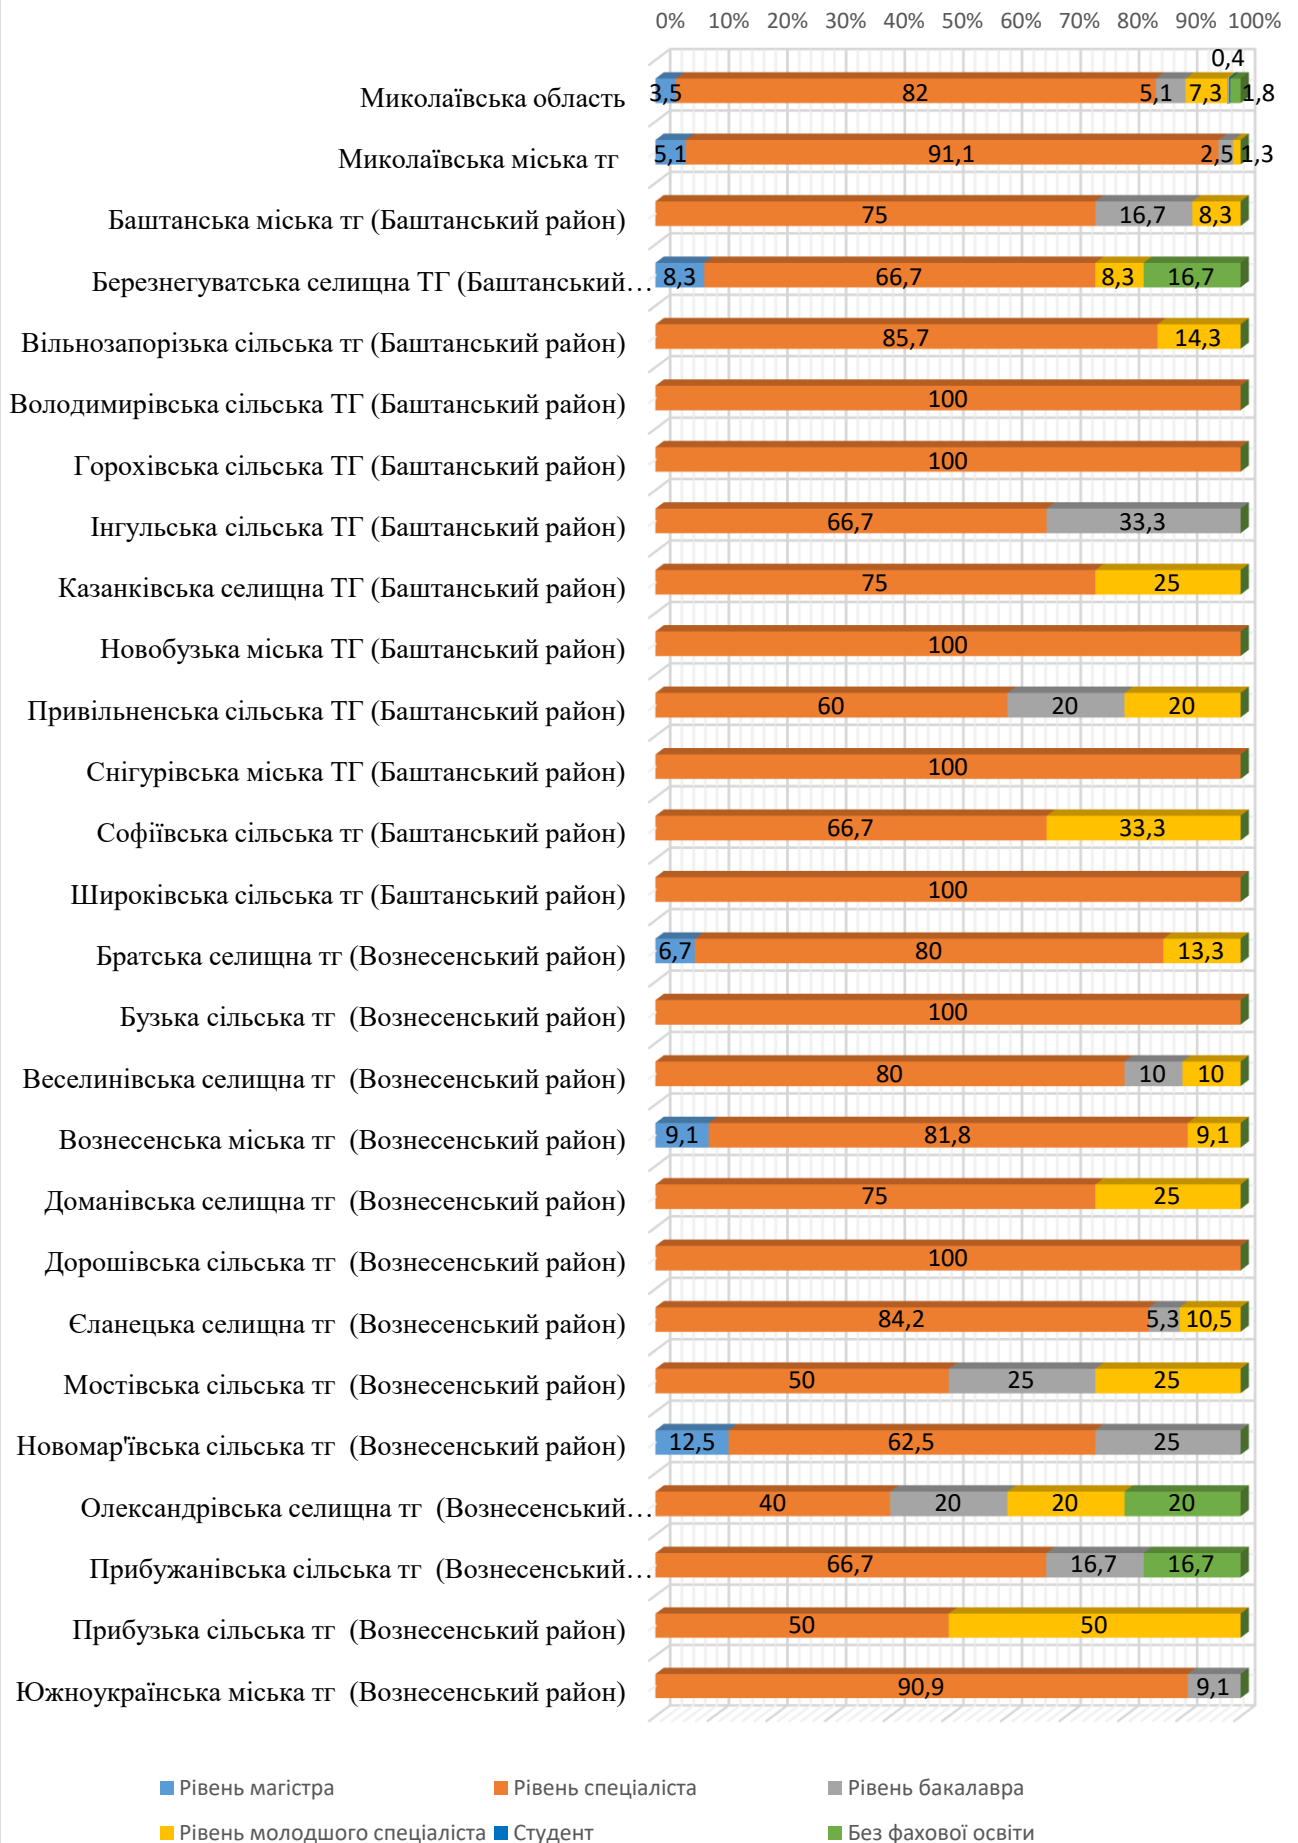 0% 10% 20% 30% 40% 50% 60% 70% 80% 90% 100%
0,4
Миколаївська область 3,5 82 5,1 7,3 1,8
Миколаївська міська тг 5,1 91,1 2,5 1,3
Баштанська міська тг (Баштанський район) 75 16,7 8,3
Березнегуватська селищна ТГ (Баштанський… 8,3 66,7 8,3 16,7
Вільнозапорізька сільська тг (Баштанський район) 85,7 14,3
Володимирівська сільська ТГ (Баштанський район) 100
Горохівська сільська ТГ (Баштанський район) 100
Інгульська сільська ТГ (Баштанський район) 66,7 33,3
Казанківська селищна ТГ (Баштанський район) 75 25
Новобузька міська ТГ (Баштанський район) 100
Привільненська сільська ТГ (Баштанський район) 60 20 20
Снігурівська міська ТГ (Баштанський район) 100
Софіївська сільська тг (Баштанський район) 66,7 33,3
Широківська сільська тг (Баштанський район) 100
Братська селищна тг (Вознесенський район) 6,7 80 13,3
Бузька сільська тг (Вознесенський район) 100
Веселинівська селищна тг (Вознесенський район) 80 10 10
Вознесенська міська тг (Вознесенський район) 9,1 81,8 9,1
Доманівська селищна тг (Вознесенський район) 75 25
Дорошівська сільська тг (Вознесенський район) 100
Єланецька селищна тг (Вознесенський район) 84,2 5,3 10,5
Мостівська сільська тг (Вознесенський район) 50 25 25
Новомар'ївська сільська тг (Вознесенський район) 12,5 62,5 25
Олександрівська селищна тг (Вознесенський… 40 20 20 20
Прибужанівська сільська тг (Вознесенський… 66,7 16,7 16,7
Прибузька сільська тг (Вознесенський район) 50 50
Южноукраїнська міська тг (Вознесенський район) 90,9 9,1
Рівень магістра Рівень спеціаліста Рівень бакалавра
Рівень молодшого спеціаліста Студент Без фахової освіти